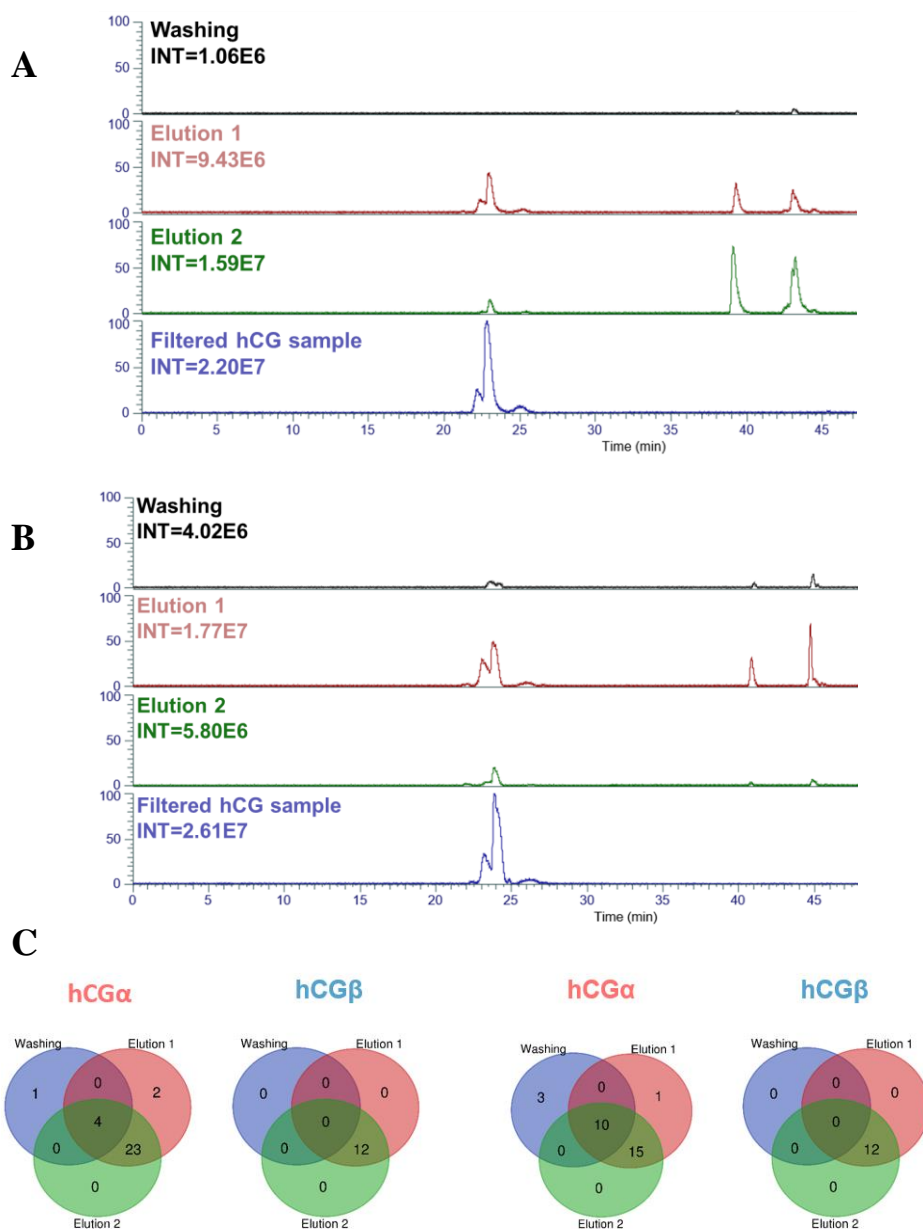 A
100
50
0
Washing
INT=1.06E6
100
50
0
Elution 1
INT=9.43E6
100
50
0
Elution 2
INT=1.59E7
100
50
0
Filtered hCG sample
INT=2.20E7
0 5 10 15 20 25 30 35 40 45
Time (min)
B
100
50
0
Washing
INT=4.02E6
100
50
0
Elution 1
INT=1.77E7
100
50
0
Elution 2
INT=5.80E6
100
50
0
Filtered hCG sample
INT=2.61E7
0 5 10 15 20 25 30 35 40 45
Time (min)
C
hCGα hCGβ hCGα hCGβ
Washing Elution 1 Washing Elution 1 Washing Elution 1 Washing Elution 1
1 0 2 0 0 0 3 0 1 0 0 0
4 0 10 0
0 23 0 12 0 15 0 12
0 0 0 0
Elution 2 Elution 2 Elution 2 Elution 2